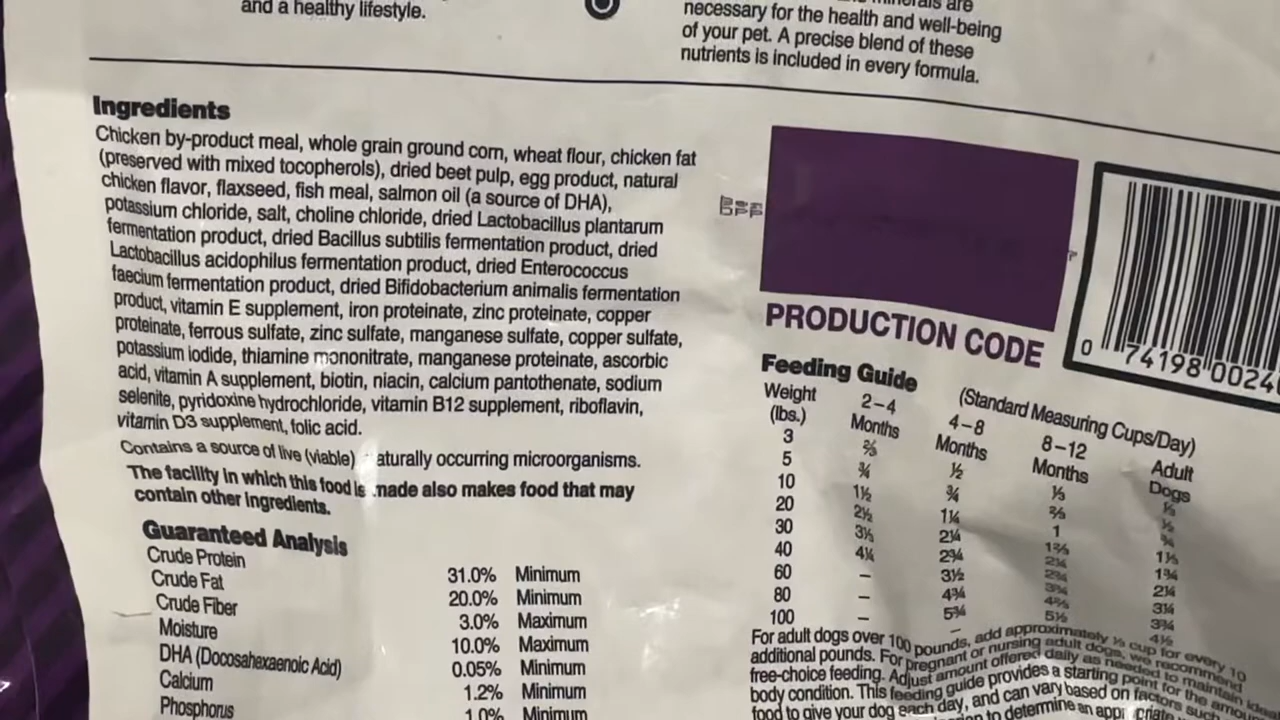 and a healthy lifestyle.
minerals are
necessary for the health and well-being
of your pet. A precise blend of these
nutrients is included in every formula.
Ingredients
Chicken by-product meal, whole grain ground corn, wheat flour, chicken fat
(preserved with mixed tocopherols), dried beet pulp, egg product, natural
chicken flavor, flaxseed, fish meal, salmon oil (a source of DHA),
potassium chloride, salt, choline chloride, dried Lactobacillus plantarum
fermentation product, dried Bacillus subtilis fermentation product, dried
Lactobacillus acidophilus fermentation product, dried Enterococcus
faecium fermentation product, dried Bifidobacterium animalis fermentation
product, vitamin E supplement, iron proteinate, zinc proteinate, copper
proteinate, ferrous sulfate, zinc sulfate, manganese sulfate, copper sulfate,
potassium iodide, thiamine mononitrate, manganese proteinate, ascorbic
acid, vitamin A supplement, biotin, niacin, calcium pantothenate, sodium
selenite, pyridoxine hydrochloride, vitamin B12 supplement, riboflavin,
vitamin D3 supplement, folic acid.
Contains a source of live (viable) aturally occurring microorganisms.
The facility in which this food is made also makes food that may
contain other ingredients.
Guaranteed Analysis
Crude Protein 31.0% Minimum
Crude Fat 20.0% Minimum
Crude Fiber 3.0% Maximum
Moisture 10.0% Maximum
DHA (Docosahexaenoic Acid) 0.05% Minimum
Calcium 1.2% Minimum
Phosphorus 1.0% Minimum
PRODUCTION CODE
0 74198 0024
Feeding Guide (Standard Measuring Cups/Day)
Weight (lbs.) 2-4 Months 4-8 Months 8-12 Months Adult Dogs
3 ⅔ ½ ⅓ ⅓
5 ¾ ¾ ⅔ ½
10 1½ 1¼ 1 ¾
20 2½ 2¼ 1⅔ 1⅓
30 3⅓ 2¾ 2¼ 1¾
40 4¼ 3½ 2¾ 2¼
60 – 4¾ 3¾ 3¼
80 – 5¾ 4⅔ 3¾
100 – – 5½ 4½
For adult dogs over 100 pounds, add approximately ⅓ cup for every 10
additional pounds. For pregnant or nursing adult dogs, we recommend
free-choice feeding. Adjust amount offered daily as needed to maintain
body condition. This feeding guide provides a starting point for the
food to give your dog each day, and can vary based on factors such
to determine an